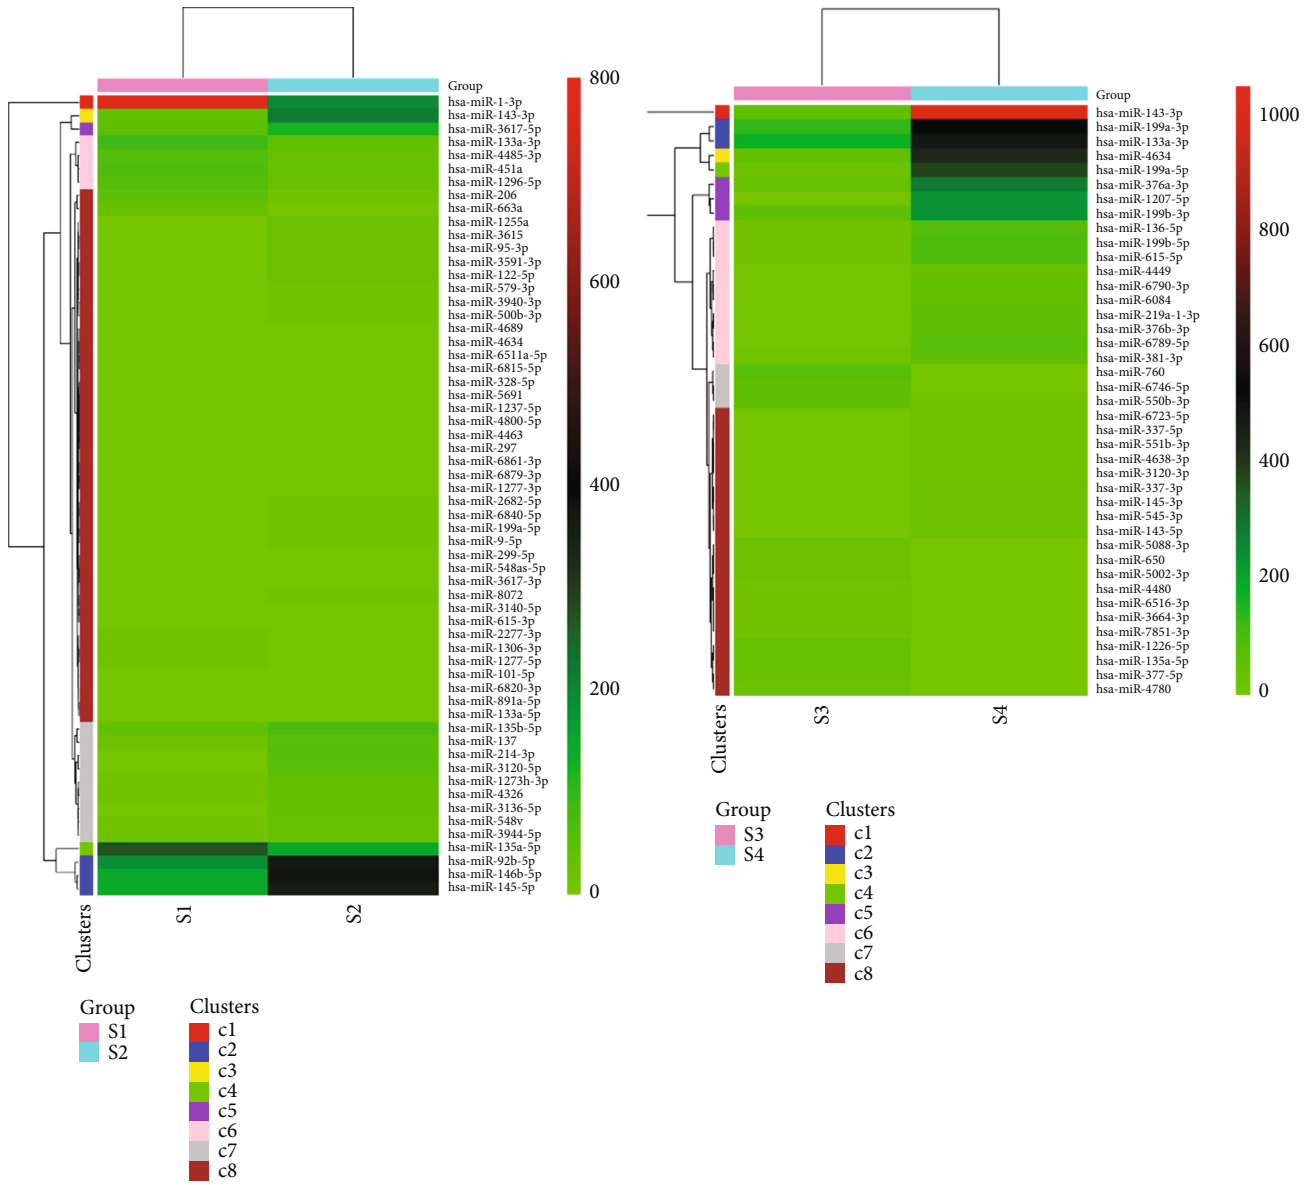 Group
hsa-miR-1-3p
hsa-miR-143-3p
hsa-miR-3617-5p
hsa-miR-133a-3p
hsa-miR-4485-3p
hsa-miR-451a
hsa-miR-1296-5p
hsa-miR-206
hsa-miR-663a
hsa-miR-1255a
hsa-miR-3615
hsa-miR-95-3p
hsa-miR-3591-3p
hsa-miR-122-5p
hsa-miR-579-3p
hsa-miR-3940-3p
hsa-miR-500b-3p
hsa-miR-4689
hsa-miR-4634
hsa-miR-6511a-5p
hsa-miR-6815-5p
hsa-miR-328-5p
hsa-miR-5691
hsa-miR-1237-5p
hsa-miR-4800-5p
hsa-miR-4463
hsa-miR-297
hsa-miR-6861-3p
hsa-miR-6879-3p
hsa-miR-1277-3p
hsa-miR-2682-5p
hsa-miR-6840-5p
hsa-miR-199a-5p
hsa-miR-9-5p
hsa-miR-299-5p
hsa-miR-548as-5p
hsa-miR-3617-3p
hsa-miR-8072
hsa-miR-3140-5p
hsa-miR-615-3p
hsa-miR-2277-3p
hsa-miR-1306-3p
hsa-miR-1277-5p
hsa-miR-101-5p
hsa-miR-6820-3p
hsa-miR-891a-5p
hsa-miR-133a-5p
hsa-miR-135b-5p
hsa-miR-137
hsa-miR-214-3p
hsa-miR-3120-5p
hsa-miR-1273h-3p
hsa-miR-4326
hsa-miR-3136-5p
hsa-miR-548v
hsa-miR-3944-5p
hsa-miR-135a-5p
hsa-miR-92b-5p
hsa-miR-146b-5p
hsa-miR-145-5p
800
600
400
200
0
Clusters
S1
S2
Group
S1
S2
Clusters
c1
c2
c3
c4
c5
c6
c7
c8
Group
hsa-miR-143-3p
hsa-miR-199a-3p
hsa-miR-133a-3p
hsa-miR-4634
hsa-miR-199a-5p
hsa-miR-376a-3p
hsa-miR-1207-5p
hsa-miR-199b-3p
hsa-miR-136-5p
hsa-miR-199b-5p
hsa-miR-615-5p
hsa-miR-4449
hsa-miR-6790-3p
hsa-miR-6084
hsa-miR-219a-1-3p
hsa-miR-376b-3p
hsa-miR-6789-5p
hsa-miR-381-3p
hsa-miR-760
hsa-miR-6746-5p
hsa-miR-550b-3p
hsa-miR-6723-5p
hsa-miR-337-5p
hsa-miR-551b-3p
hsa-miR-4638-3p
hsa-miR-3120-3p
hsa-miR-337-3p
hsa-miR-145-3p
hsa-miR-545-3p
hsa-miR-143-5p
hsa-miR-5088-3p
hsa-miR-650
hsa-miR-5002-3p
hsa-miR-4480
hsa-miR-6516-3p
hsa-miR-3664-3p
hsa-miR-7851-3p
hsa-miR-1226-5p
hsa-miR-135a-5p
hsa-miR-377-5p
hsa-miR-4780
1000
800
600
400
200
0
Clusters
S3
S4
Group
S3
S4
Clusters
c1
c2
c3
c4
c5
c6
c7
c8